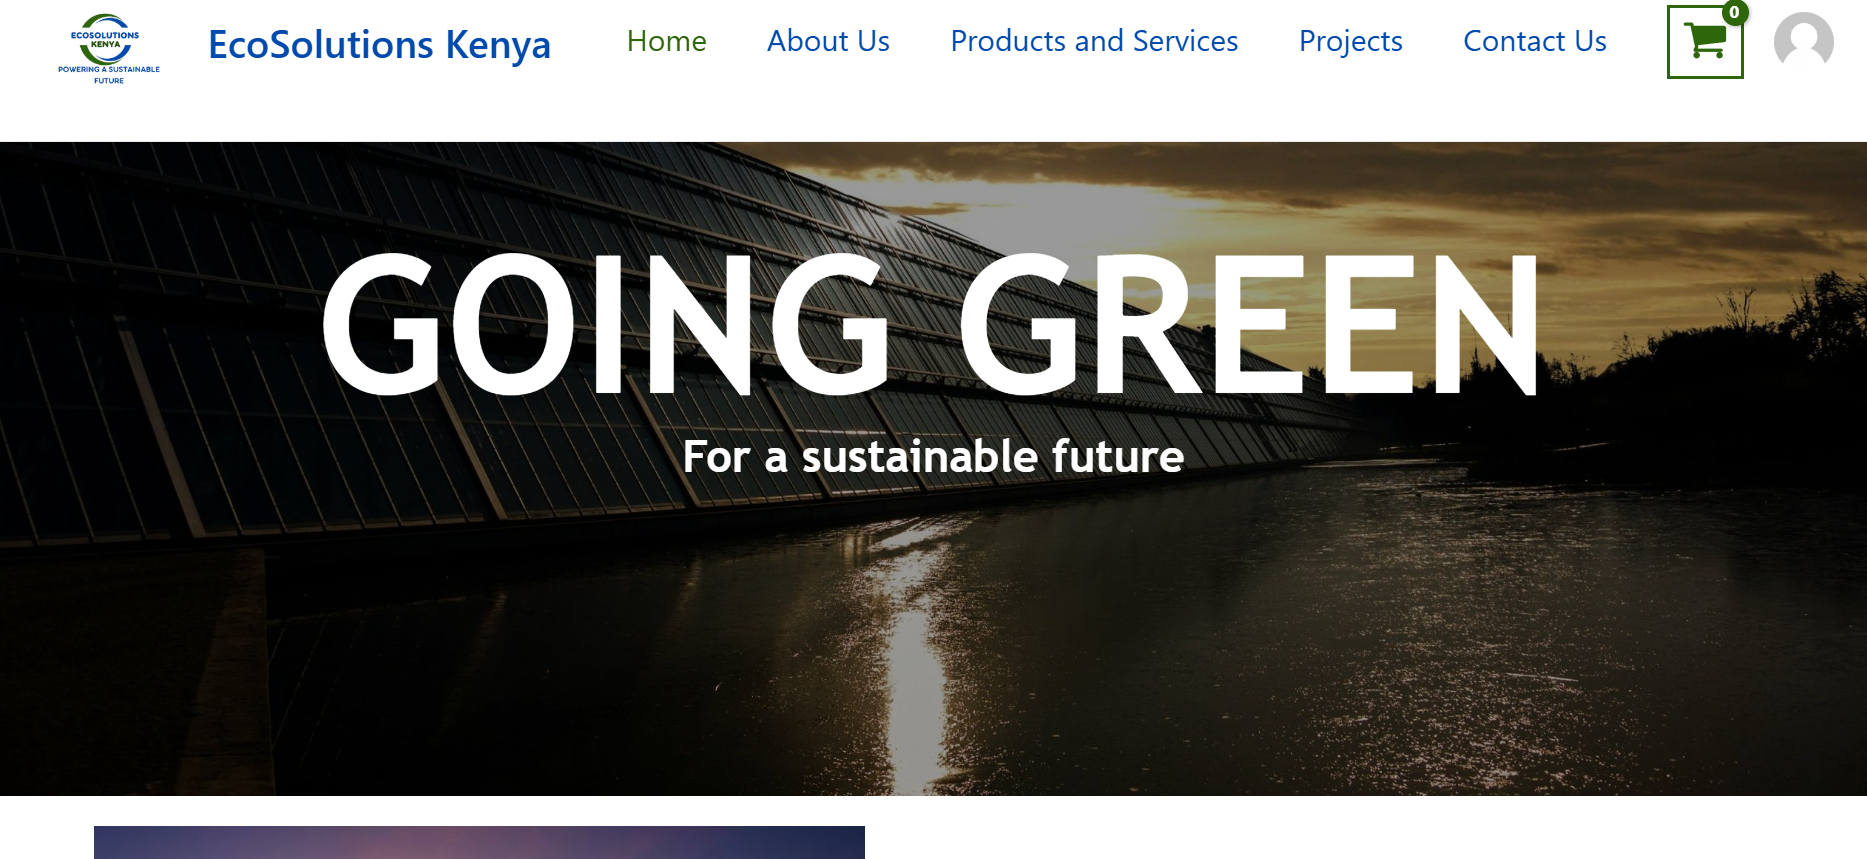 ECOSOLUTIONS
KENYA
POWERING A SUSTAINABLE
FUTURE
EcoSolutions Kenya
Home
About Us
Products and Services
Projects
Contact Us
0
GOING GREEN
For a sustainable future